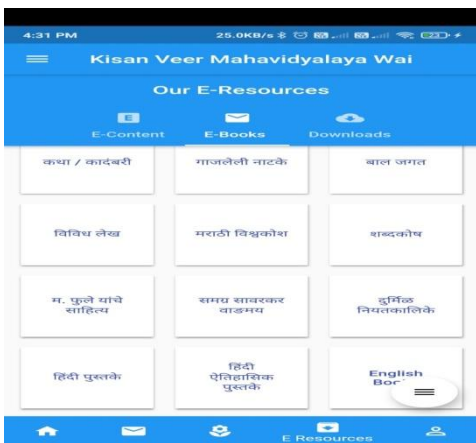 4:31 PM 25.0KB/s 23
Kisan Veer Mahavidyalaya Wai
Our E-Resources
E-Content E-Books Downloads
कथा / कादंबरी गाजलेली नाटके बाल जगत
विविध लेख मराठी विश्वकोश शब्दकोष
म. फुले यांचे समग्र सावरकर दुर्मिळ
साहित्य वाङमय नियतकालिके
हिंदी पुस्तके हिंदी ऐतिहासिक पुस्तके English
E Resources